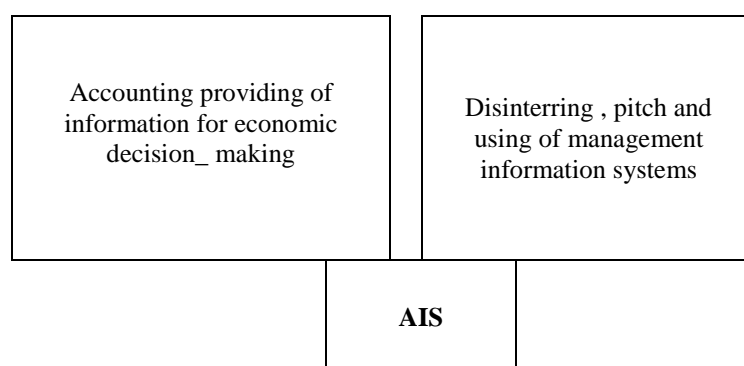 Accounting providing of
information for economic
decision_ making
Disinterring , pitch and
using of management
information systems
AIS